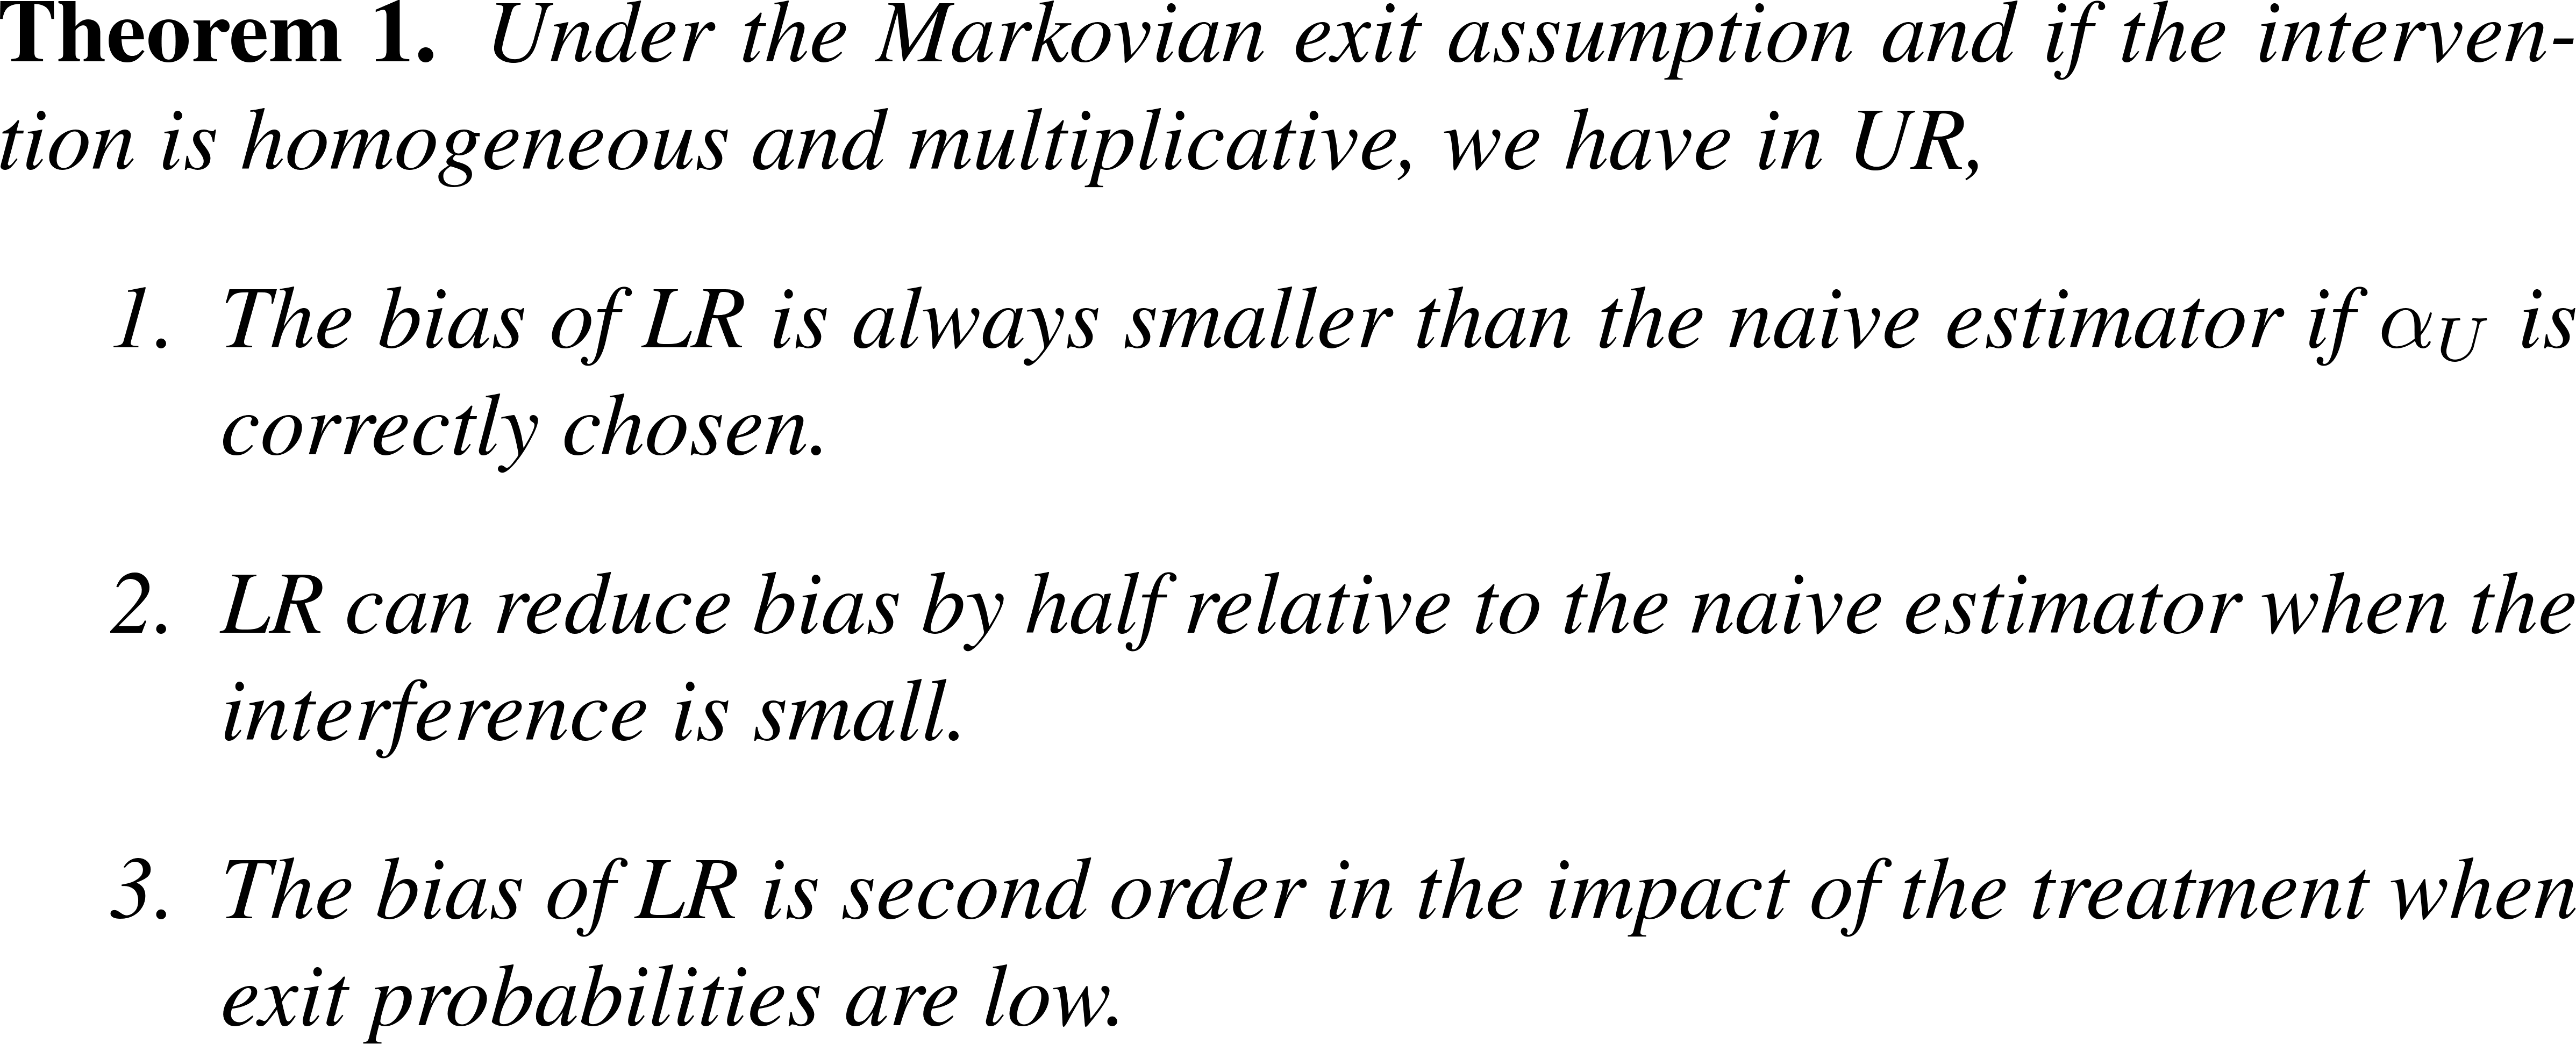 Theorem 1. Under the Markovian exit assumption and if the interven-
tion is homogeneous and multiplicative, we have in UR,
1. The bias of LR is always smaller than the naive estimator if α_U is
correctly chosen.
2. LR can reduce bias by half relative to the naive estimator when the
interference is small.
3. The bias of LR is second order in the impact of the treatment when
exit probabilities are low.